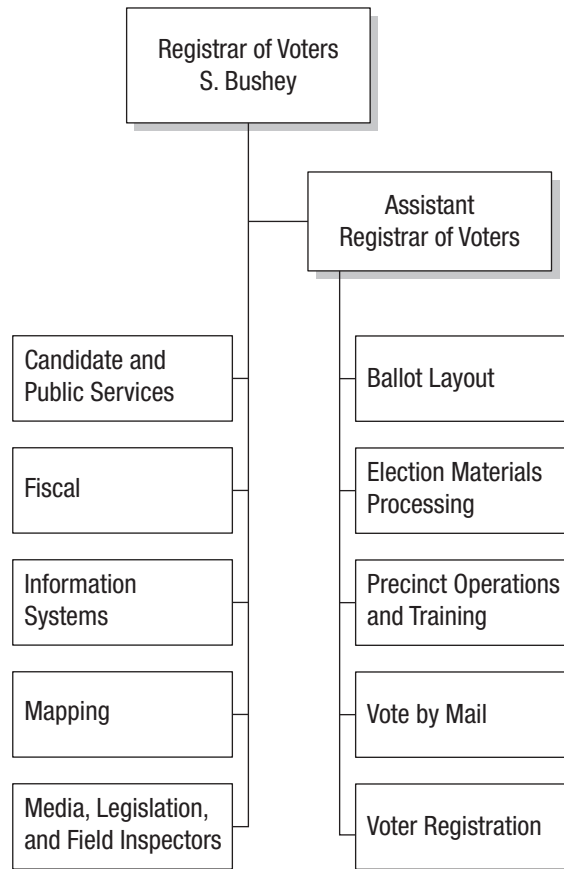 Registrar of Voters
S. Bushey
Assistant
Registrar of Voters
Candidate and
Public Services
Fiscal
Information
Systems
Mapping
Media, Legislation,
and Field Inspectors
Ballot Layout
Election Materials
Processing
Precinct Operations
and Training
Vote by Mail
Voter Registration